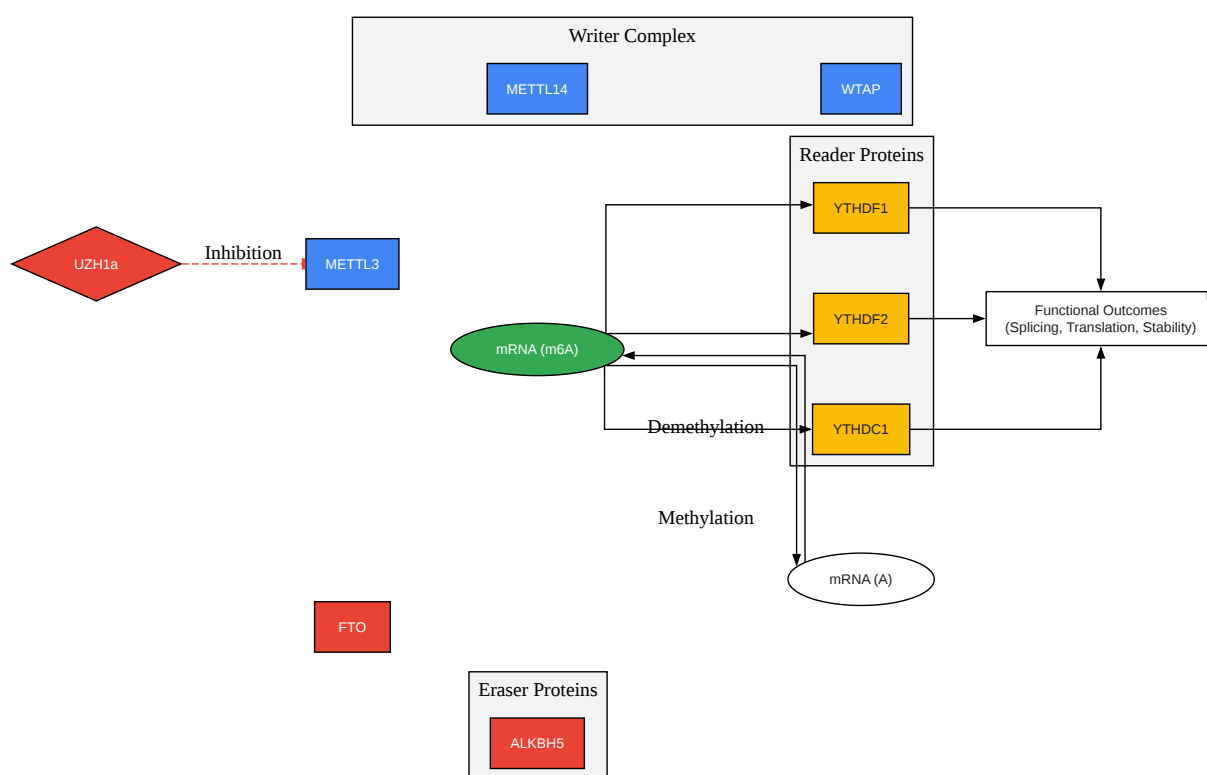 Writer Complex
METTL14
WTAP
Reader Proteins
YTHDF1
UZH1a
Inhibition
METTL3
YTHDF2
Functional Outcomes
(Splicing, Translation, Stability)
mRNA (m6A)
Demethylation
YTHDC1
Methylation
mRNA (A)
FTO
Eraser Proteins
ALKBH5